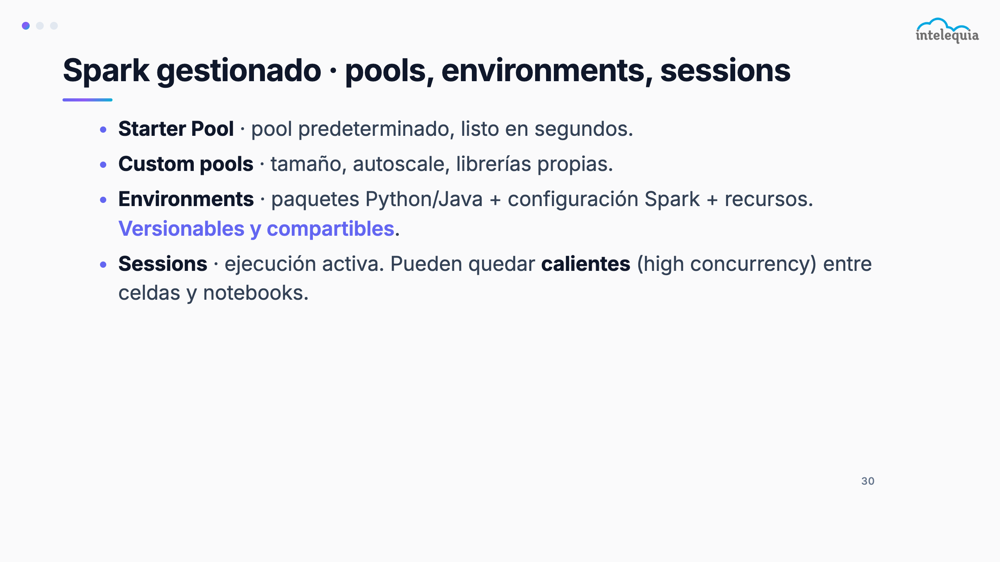 intelequia
Spark gestionado · pools, environments, sessions
• Starter Pool · pool predeterminado, listo en segundos.
• Custom pools · tamaño, autoscale, librerías propias.
• Environments · paquetes Python/Java + configuración Spark + recursos.
Versionables y compartibles.
• Sessions · ejecución activa. Pueden quedar calientes (high concurrency) entre
celdas y notebooks.
30